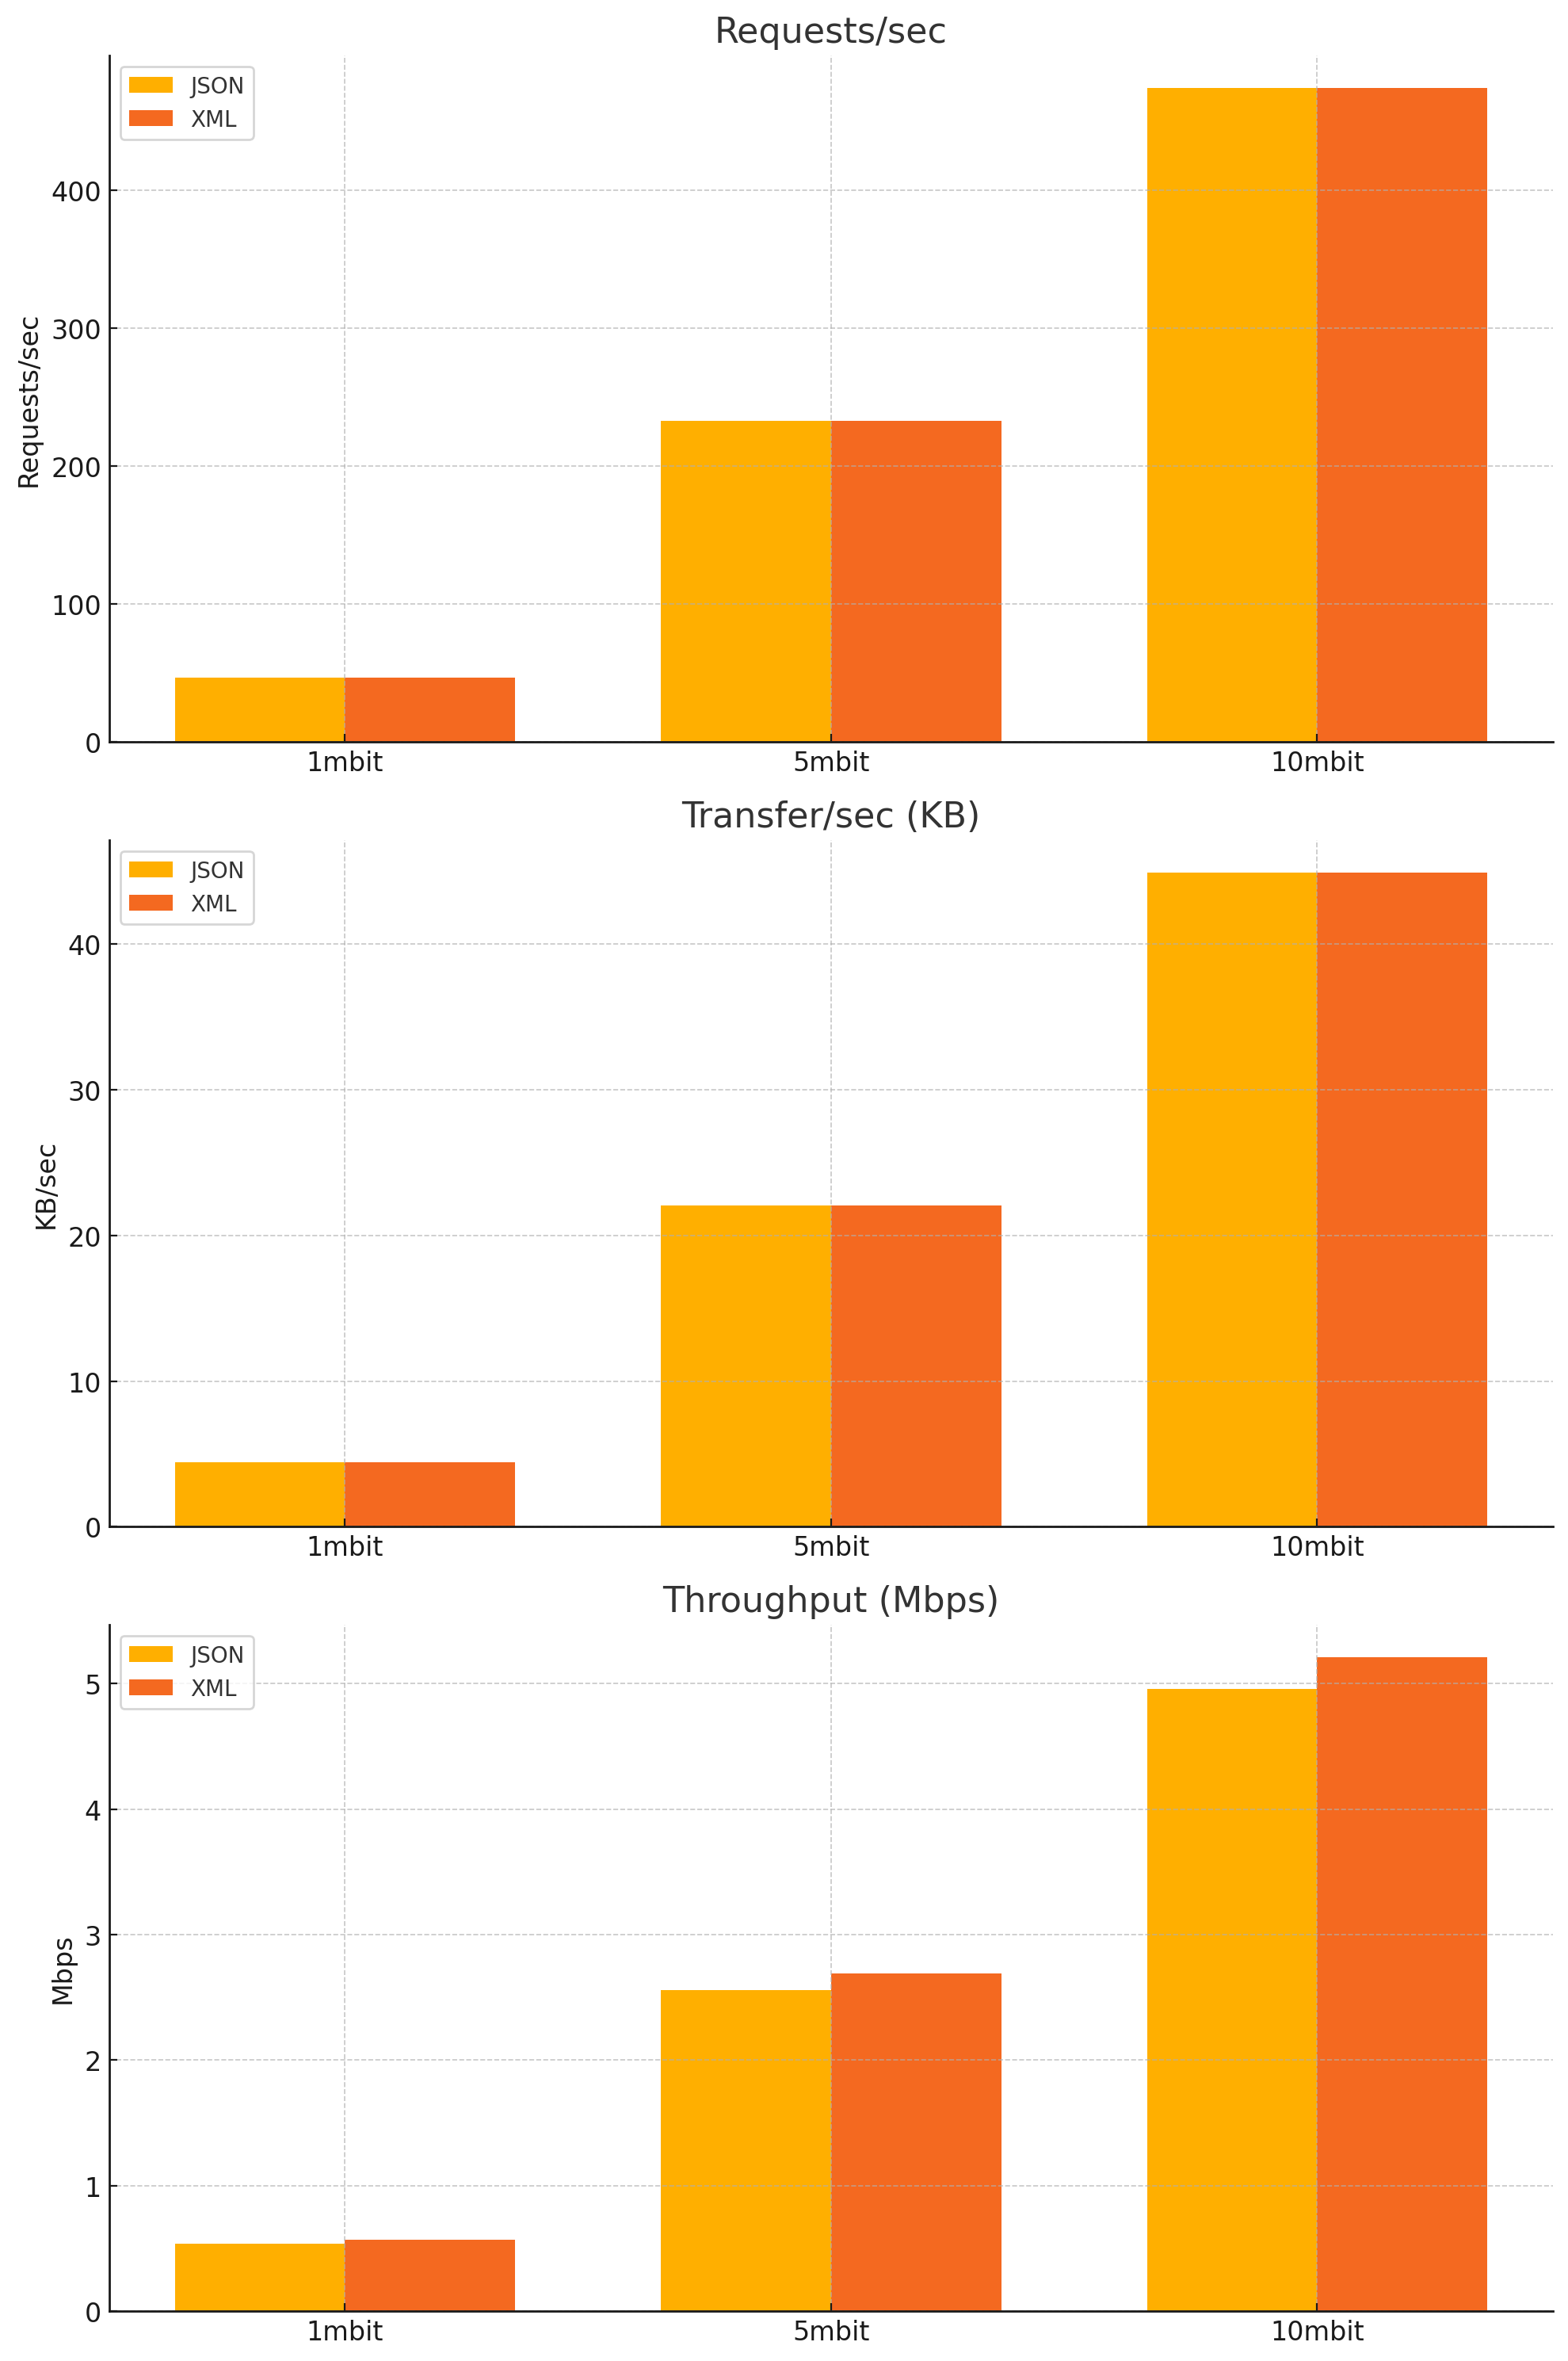 Requests/sec
JSON
XML
Requests/sec
400
300
200
100
0
1mbit 5mbit 10mbit
Transfer/sec (KB)
JSON
XML
KB/sec
40
30
20
10
0
1mbit 5mbit 10mbit
Throughput (Mbps)
JSON
XML
Mbps
5
4
3
2
1
0
1mbit 5mbit 10mbit